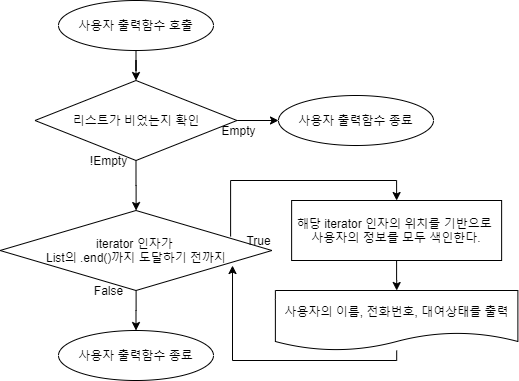 사용자 출력함수 호출
리스트가 비었는지 확인
Empty
사용자 출력함수 종료
!Empty
iterator 인자가
List의 .end()까지 도달하기 전까지
True
해당 iterator 인자의 위치를 기반으로
사용자의 정보를 모두 색인한다.
사용자의 이름, 전화번호, 대여상태를 출력
False
사용자 출력함수 종료